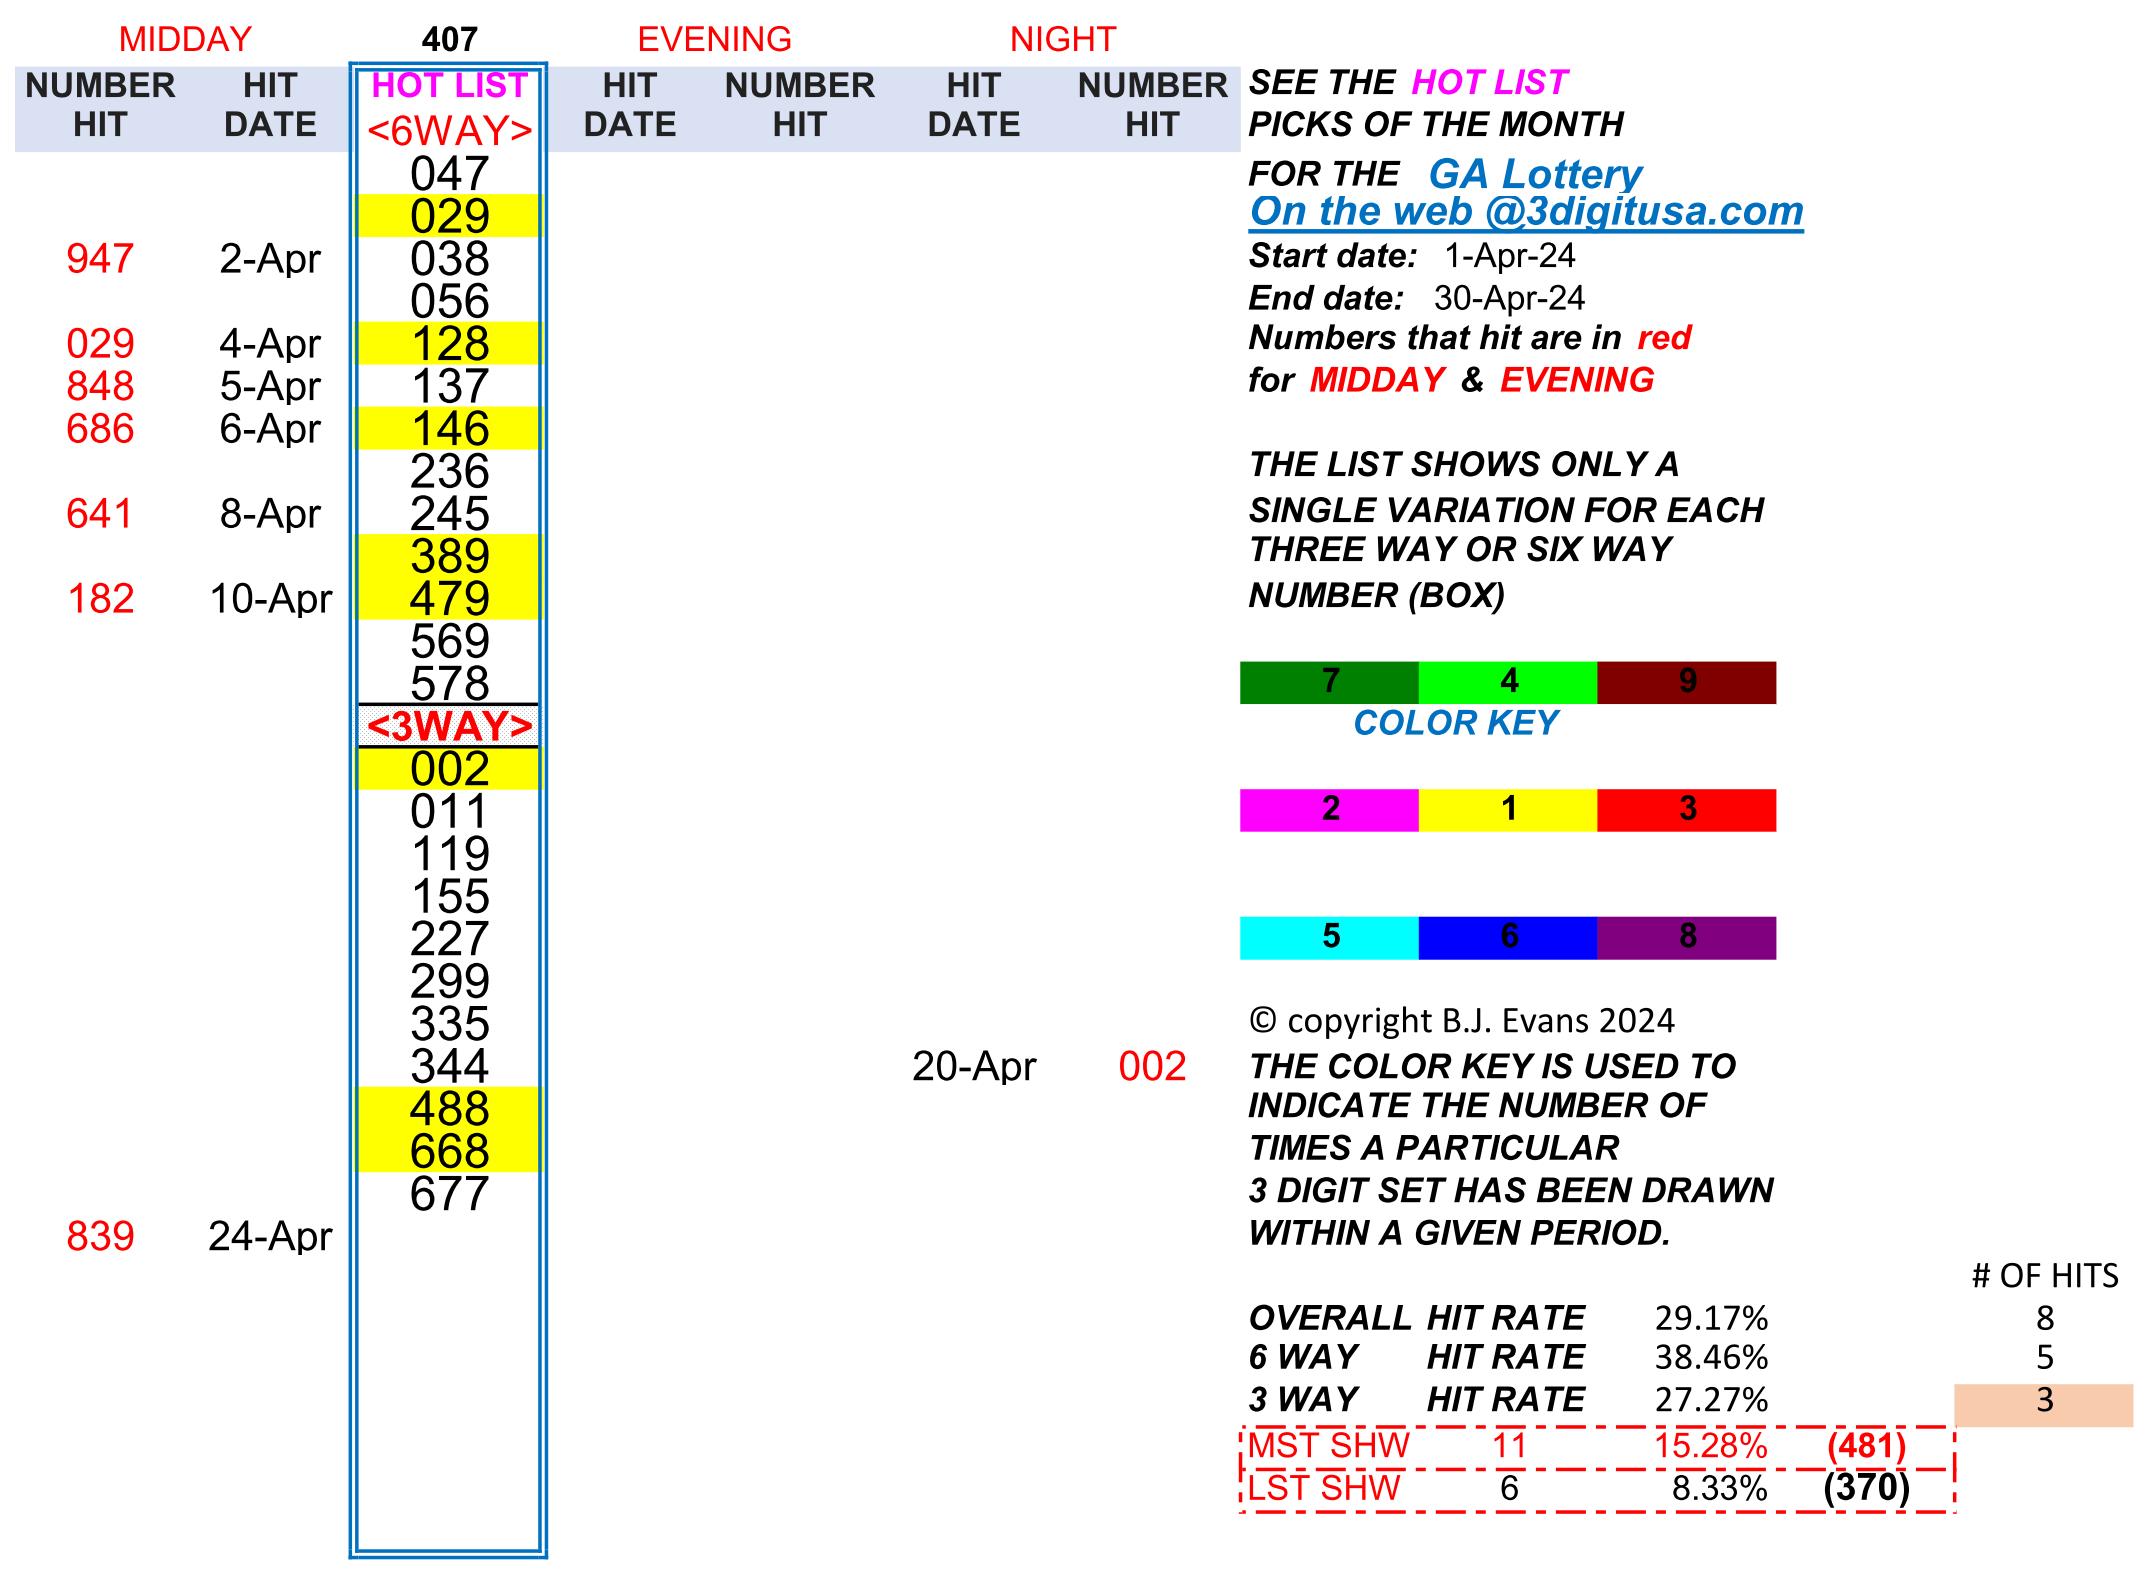 MIDDAY 407 EVENING NIGHT
NUMBER HIT HOT LIST HIT NUMBER HIT NUMBER SEE THE HOT LIST
HIT DATE <6WAY> DATE HIT DATE HIT PICKS OF THE MONTH
047 FOR THE GA Lottery
029 On the web @3digitusa.com
947 2-Apr 038 Start date: 1-Apr-24
056 End date: 30-Apr-24
029 4-Apr 128 Numbers that hit are in red
848 5-Apr 137 for MIDDAY & EVENING
686 6-Apr 146
236 THE LIST SHOWS ONLY A
641 8-Apr 245 SINGLE VARIATION FOR EACH
389 THREE WAY OR SIX WAY
182 10-Apr 479 NUMBER (BOX)
569
578 7 4 9
<3WAY> COLOR KEY
002
011 2 1 3
119
155
227 5 6 8
299
335 © copyright B.J. Evans 2024
344 20-Apr 002 THE COLOR KEY IS USED TO
488 INDICATE THE NUMBER OF
668 TIMES A PARTICULAR
677 3 DIGIT SET HAS BEEN DRAWN
839 24-Apr WITHIN A GIVEN PERIOD.
# OF HITS
OVERALL HIT RATE 29.17% 8
6 WAY HIT RATE 38.46% 5
3 WAY HIT RATE 27.27% 3
MST SHW 11 15.28% (481)
LST SHW 6 8.33% (370)